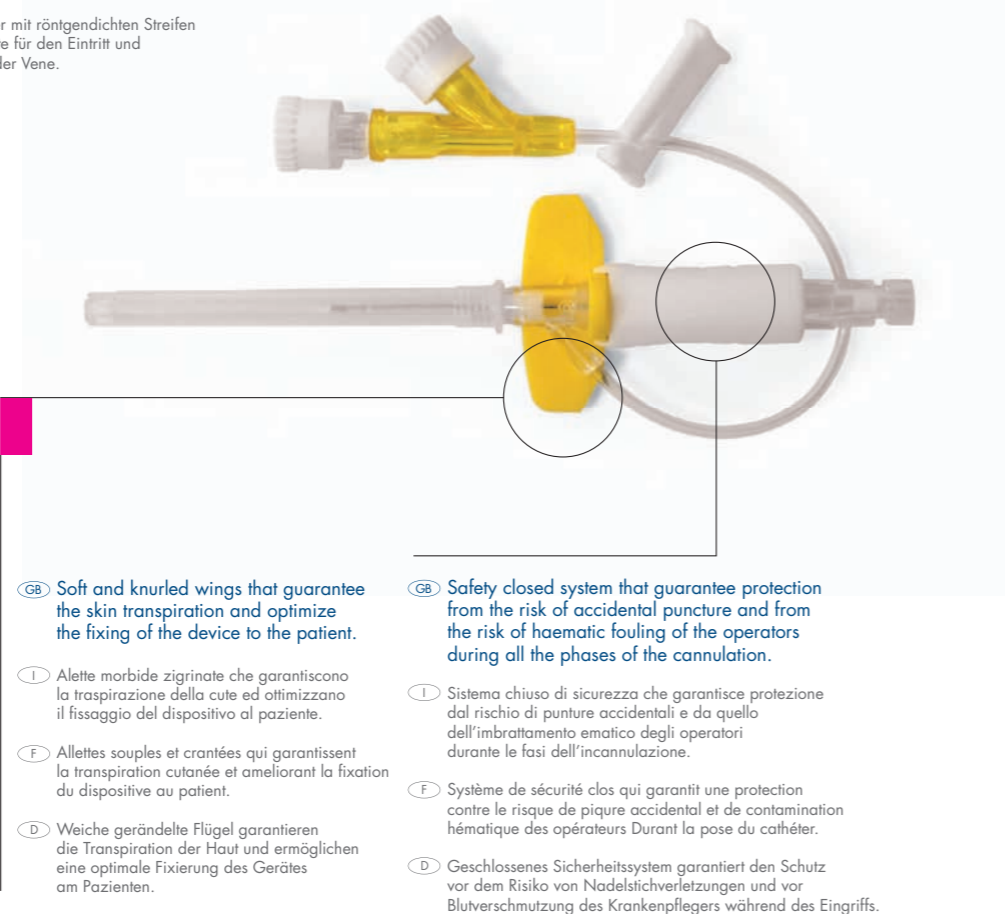 r mit röntgendichten Streifen
e für den Eintritt und
der Vene.
GB Soft and knurled wings that guarantee
the skin transpiration and optimize
the fixing of the device to the patient.
I Alette morbide zigrinate che garantiscono
la traspirazione della cute ed ottimizzano
il fissaggio del dispositivo al paziente.
F Allettes souples et crantées qui garantissent
la transpiration cutanée et ameliorant la fixation
du dispositive au patient.
D Weiche gerändelte Flügel garantieren
die Transpiration der Haut und ermöglichen
eine optimale Fixierung des Gerätes
am Pazienten.
GB Safety closed system that guarantee protection
from the risk of accidental puncture and from
the risk of haematic fouling of the operators
during all the phases of the cannulation.
I Sistema chiuso di sicurezza che garantisce protezione
dal rischio di punture accidentali e da quello
dell'imbrattamento ematico degli operatori
durante le fasi dell'incannulazione.
F Système de sécurité clos qui garantit une protection
contre le risque de piqure accidental et de contamination
hématique des opérateurs Durant la pose du cathéter.
D Geschlossenes Sicherheitssystem garantiert den Schutz
vor dem Risiko von Nadelstichverletzungen und vor
Blutverschmutzung des Krankenpflegers während des Eingriffs.